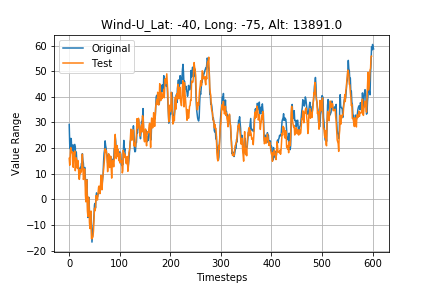 Wind-U_Lat: -40, Long: -75, Alt: 13891.0
Original
Test
Value Range
60
50
40
30
20
10
0
−10
−20
0 100 200 300 400 500 600
Timesteps